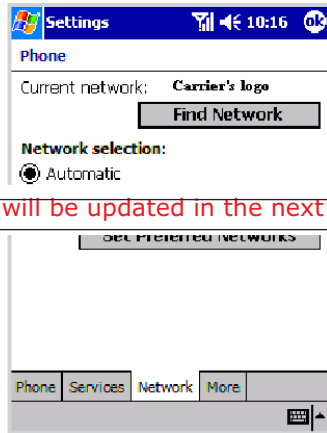 Settings 10:16 ok
Phone
Current network: Carrier's logo
Find Network
Network selection:
Automatic
will be updated in the next
Set Preferred Networks
Phone Services Network More